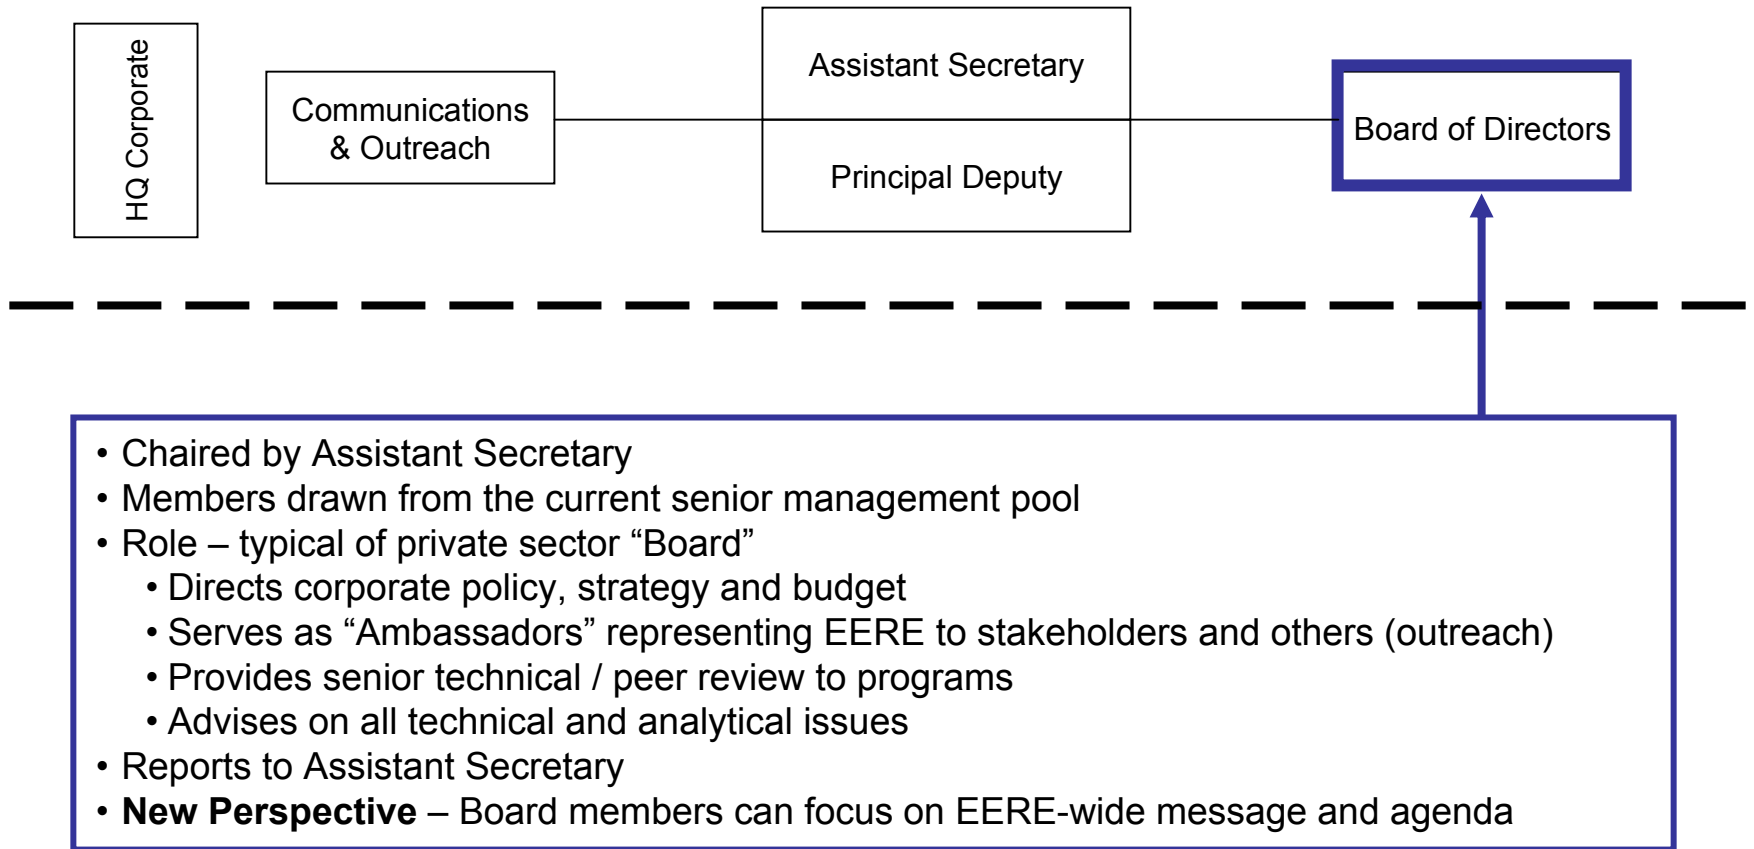 HQ Corporate
Communications
& Outreach
Assistant Secretary
Principal Deputy
Board of Directors
• Chaired by Assistant Secretary
• Members drawn from the current senior management pool
• Role – typical of private sector “Board”
• Directs corporate policy, strategy and budget
• Serves as “Ambassadors” representing EERE to stakeholders and others (outreach)
• Provides senior technical / peer review to programs
• Advises on all technical and analytical issues
• Reports to Assistant Secretary
• New Perspective – Board members can focus on EERE-wide message and agenda